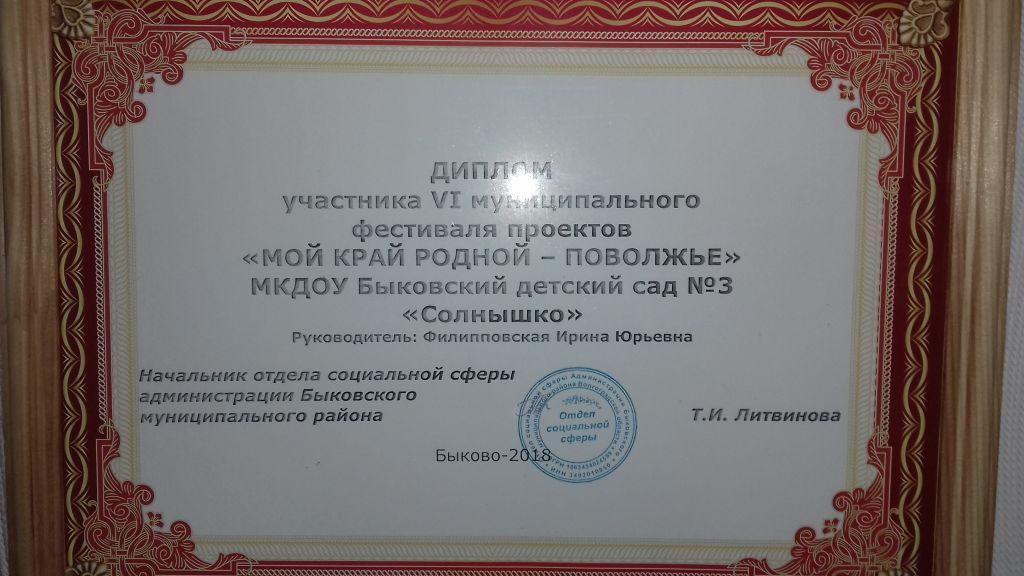 ДИПЛОМ
участника VI муниципального
фестиваля проектов
«МОЙ КРАЙ РОДНОЙ – ПОВОЛЖЬЕ»
МКДОУ Быковский детский сад №3
«Солнышко»
Руководитель: Филипповская Ирина Юрьевна
Начальник отдела социальной сферы
администрации Быковского
муниципального района
Т.И. Литвинова
Отдел
социальной
сферы
Быково-2018